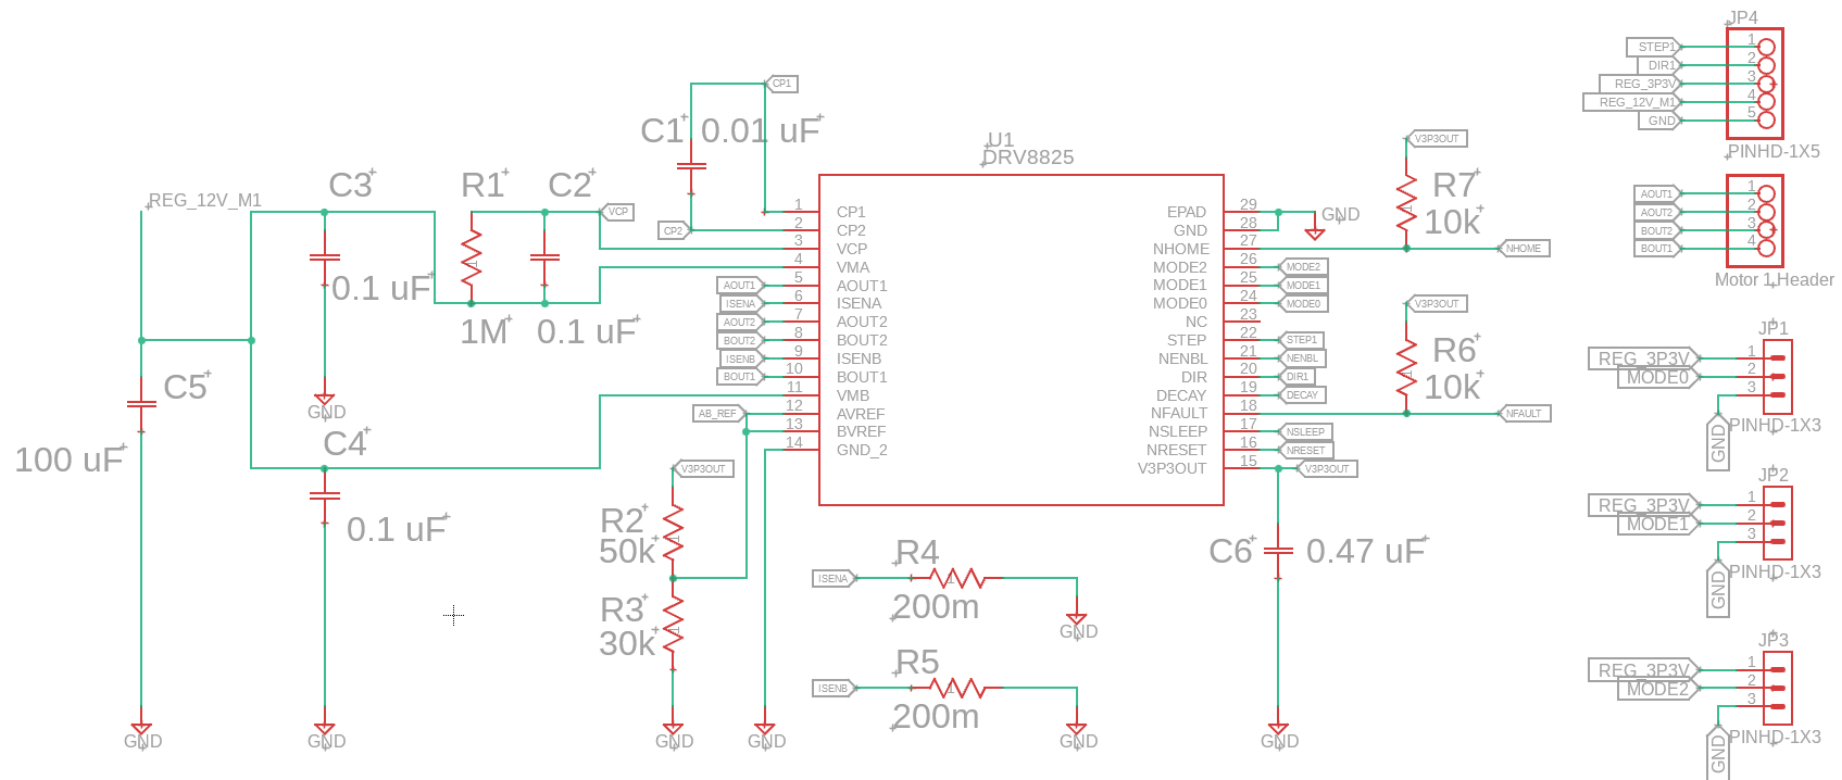 REG_12V_M1
C3
0.1 uF
GND
R1
1M
C2
0.1 uF
VCP
C1 0.01 uF
CP1
CP2
C5
100 uF
GND
C4
0.1 uF
GND
AOUT1
ISENA
AOUT2
BOUT2
ISENB
BOUT1
AB_REF
V3P3OUT
R2
50k
R3
30k
GND
GND
U1
DRV8825
1 CP1
2 CP2
3 VCP
4 VMA
5 AOUT1
6 ISENA
7 AOUT2
8 BOUT2
9 ISENB
10 BOUT1
11 VMB
12 AVREF
13 BVREF
14 GND_2
EPAD 29
GND 28
NHOME 27
MODE2 26
MODE1 25
MODE0 24
NC 23
STEP 22
NENBL 21
DIR 20
DECAY 19
NFAULT 18
NSLEEP 17
NRESET 16
V3P3OUT 15
GND
MODE2
MODE1
MODE0
STEP1
NENBL
DIR1
DECAY
NSLEEP
NRESET
V3P3OUT
V3P3OUT
R7
10k
NHOME
V3P3OUT
R6
10k
NFAULT
R4
ISENA
200m
GND
R5
ISENB
200m
GND
C6 0.47 uF
GND
JP4
STEP1 1
DIR1 2
REG_3P3V 3
REG_12V_M1 4
GND 5
PINHD-1X5
AOUT1 1
AOUT2 2
BOUT2 3
BOUT1 4
Motor 1 Header
JP1
REG_3P3V 1
MODE0 2
3
GND
PINHD-1X3
JP2
REG_3P3V 1
MODE1 2
3
GND
PINHD-1X3
JP3
REG_3P3V 1
MODE2 2
3
GND
PINHD-1X3